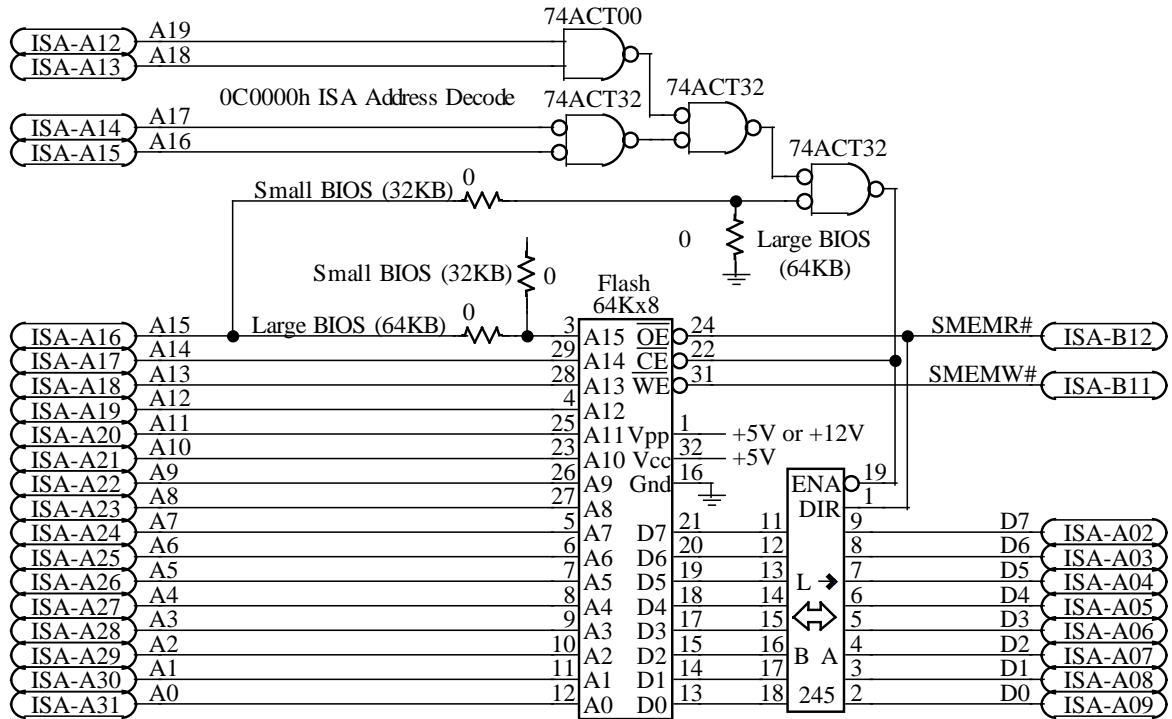 74ACT00
ISA-A12 A19
ISA-A13 A18
0C0000h ISA Address Decode
74ACT32
74ACT32
ISA-A14 A17
ISA-A15 A16
74ACT32
Small BIOS (32KB) 0
0 Large BIOS
(64KB)
Small BIOS (32KB) 0
Flash
64Kx8
Large BIOS (64KB) 0
ISA-A16 A15 3 A15 OE 24 SMEMR# ISA-B12
ISA-A17 A14 29 A14 CE 22
ISA-A18 A13 28 A13 WE 31 SMEMW# ISA-B11
ISA-A19 A12 4 A12
ISA-A20 A11 25 A11 Vpp 1 +5V or +12V
ISA-A21 A10 23 A10 Vcc 32 +5V
ISA-A22 A9 26 A9 Gnd 16 ENA 19
ISA-A23 A8 27 A8 DIR 1
ISA-A24 A7 5 A7 D7 21 11 9 D7 ISA-A02
ISA-A25 A6 6 A6 D6 20 12 8 D6 ISA-A03
ISA-A26 A5 7 A5 D5 19 13 L 7 D5 ISA-A04
ISA-A27 A4 8 A4 D4 18 14 6 D4 ISA-A05
ISA-A28 A3 9 A3 D3 17 15 5 D3 ISA-A06
ISA-A29 A2 10 A2 D2 15 16 B A 4 D2 ISA-A07
ISA-A30 A1 11 A1 D1 14 17 3 D1 ISA-A08
ISA-A31 A0 12 A0 D0 13 18 245 2 D0 ISA-A09